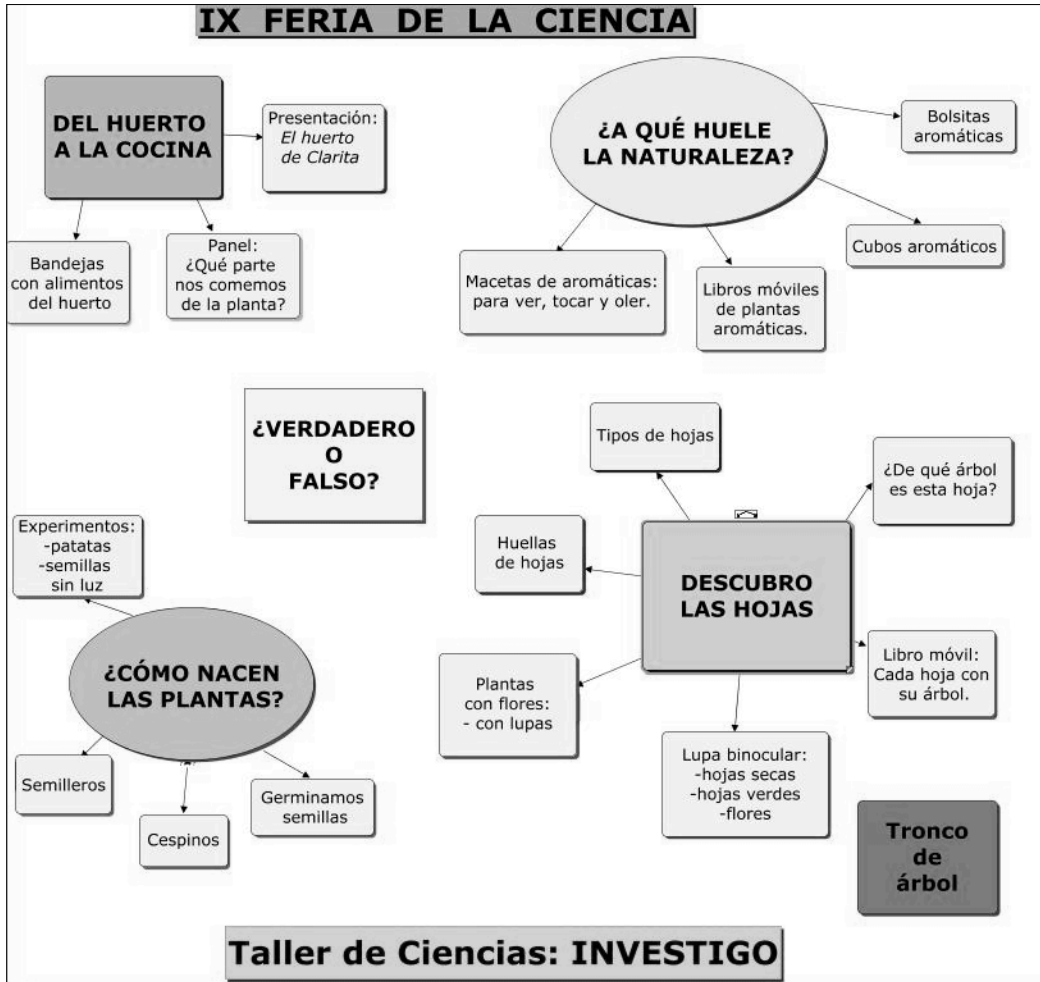 IX FERIA DE LA CIENCIA
DEL HUERTO
A LA COCINA
Presentación:
El huerto
de Clarita
Bandejas
con alimentos
del huerto
Panel:
¿Qué parte
nos comemos
de la planta?
¿A QUÉ HUELE
LA NATURALEZA?
Bolsitas
aromáticas
Cubos aromáticos
Macetas de aromáticas:
para ver, tocar y oler.
Libros móviles
de plantas
aromáticas.
¿VERDADERO
O
FALSO?
Tipos de hojas
¿De qué árbol
es esta hoja?
Huellas
de hojas
DESCUBRO
LAS HOJAS
Plantas
con flores:
- con lupas
Libro móvil:
Cada hoja con
su árbol.
Lupa binocular:
-hojas secas
-hojas verdes
-flores
Experimentos:
-patatas
-semillas
sin luz
¿CÓMO NACEN
LAS PLANTAS?
Semilleros
Cespinos
Germinamos
semillas
Tronco
de
árbol
Taller de Ciencias: INVESTIGO